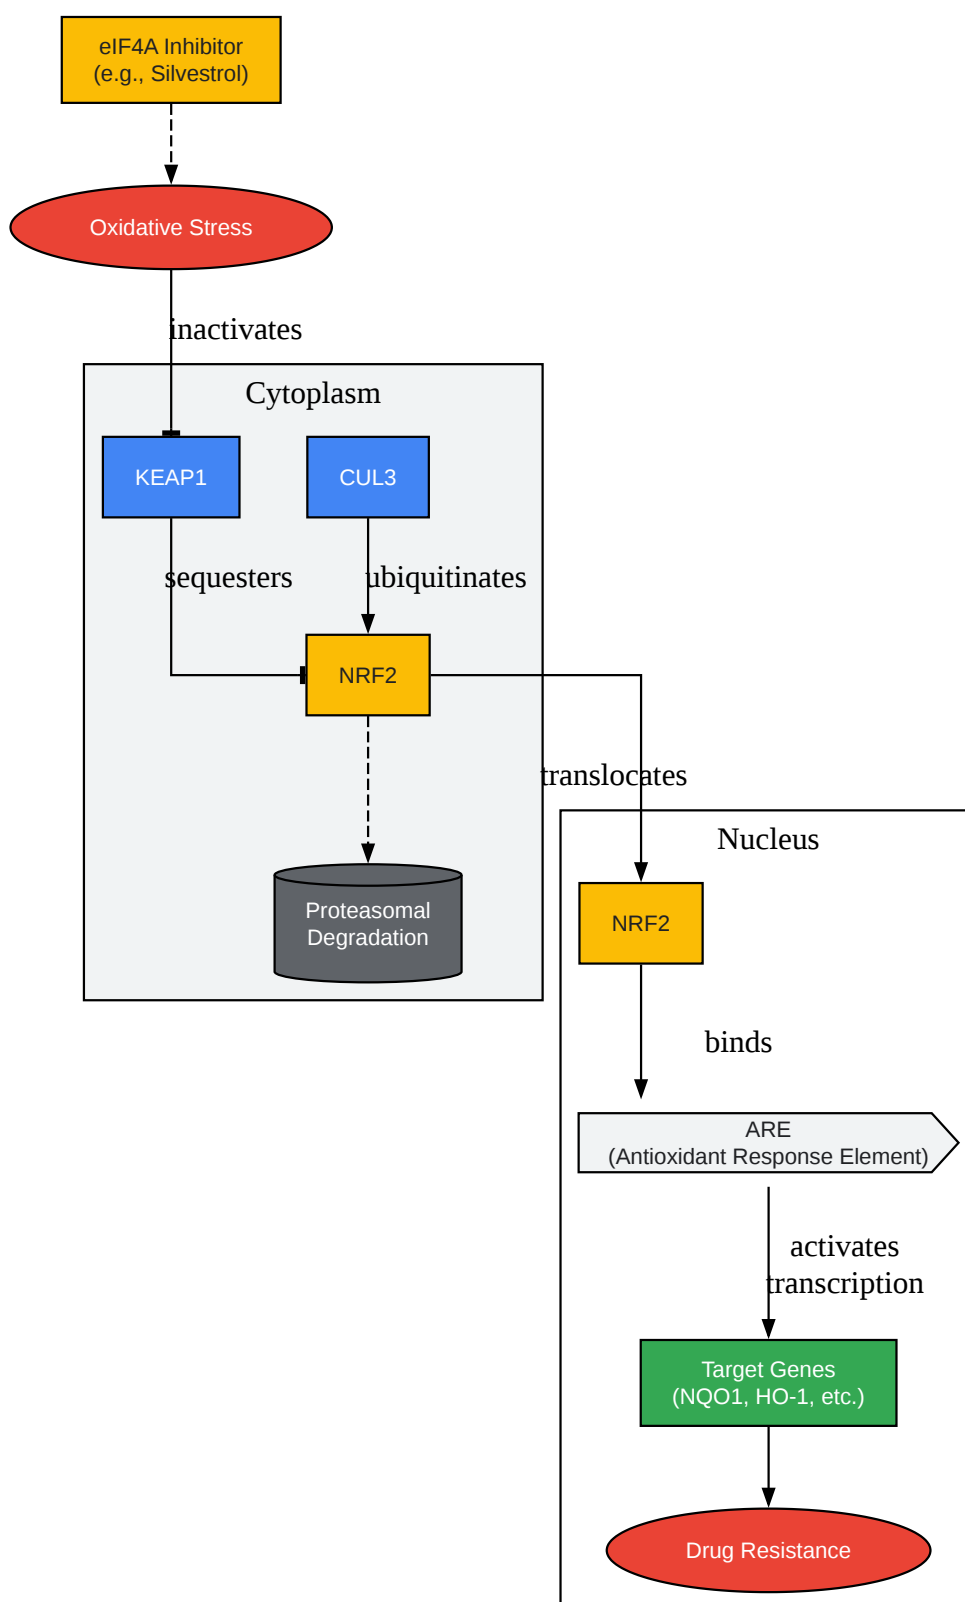 eIF4A Inhibitor
(e.g., Silvestrol)
Oxidative Stress
inactivates
Cytoplasm
KEAP1
CUL3
sequesters
ubiquitinates
NRF2
translocates
Nucleus
Proteasomal
Degradation
NRF2
binds
ARE
(Antioxidant Response Element)
activates
transcription
Target Genes
(NQO1, HO-1, etc.)
Drug Resistance